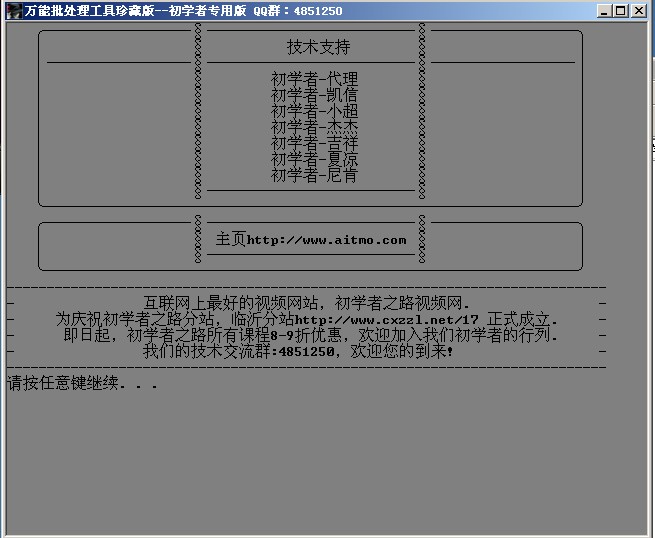 万能批处理工具珍藏版--初学者专用版 QQ群：4851250
技术支持
初学者-代理
初学者-凯信
初学者-小超
初学者-杰杰
初学者-吉祥
初学者-夏凉
初学者-尼肯
主页http://www.aitmo.com
互联网上最好的视频网站，初学者之路视频网.
为庆祝初学者之路分站，临沂分站http://www.cxzzl.net/17 正式成立.
即日起，初学者之路所有课程8-9折优惠，欢迎加入我们初学者的行列.
我们的技术交流群:4851250，欢迎您的到来!
请按任意键继续. . .